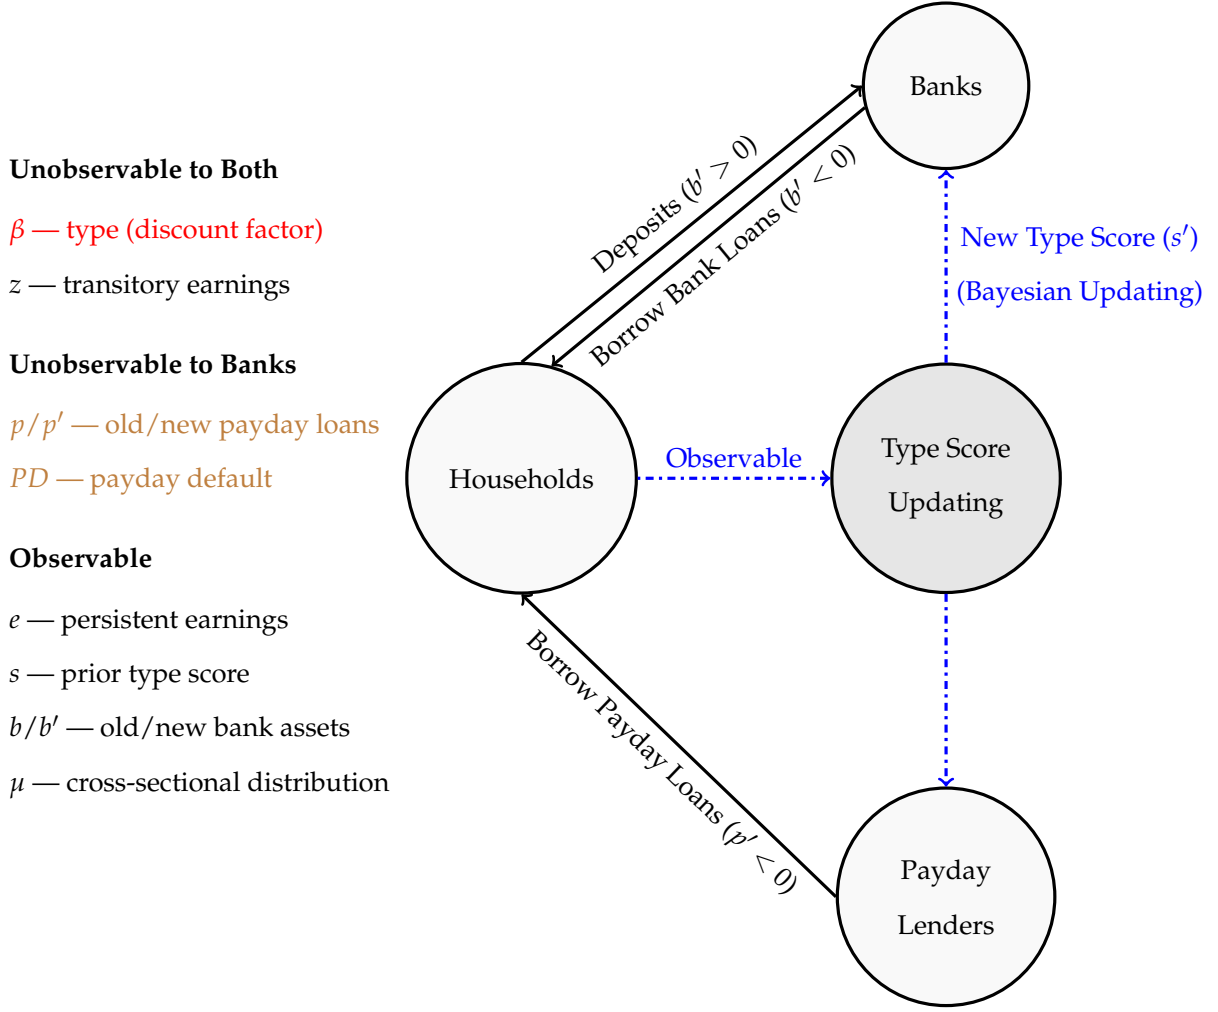 Unobservable to Both
β — type (discount factor)
z — transitory earnings
Unobservable to Banks
p/p′ — old/new payday loans
PD — payday default
Observable
e — persistent earnings
s — prior type score
b/b′ — old/new bank assets
μ — cross-sectional distribution
Banks
Deposits (b′ > 0)
Borrow Bank Loans (b′ < 0)
New Type Score (s′)
(Bayesian Updating)
Households
Observable
Type Score
Updating
Borrow Payday Loans (p′ < 0)
Payday
Lenders